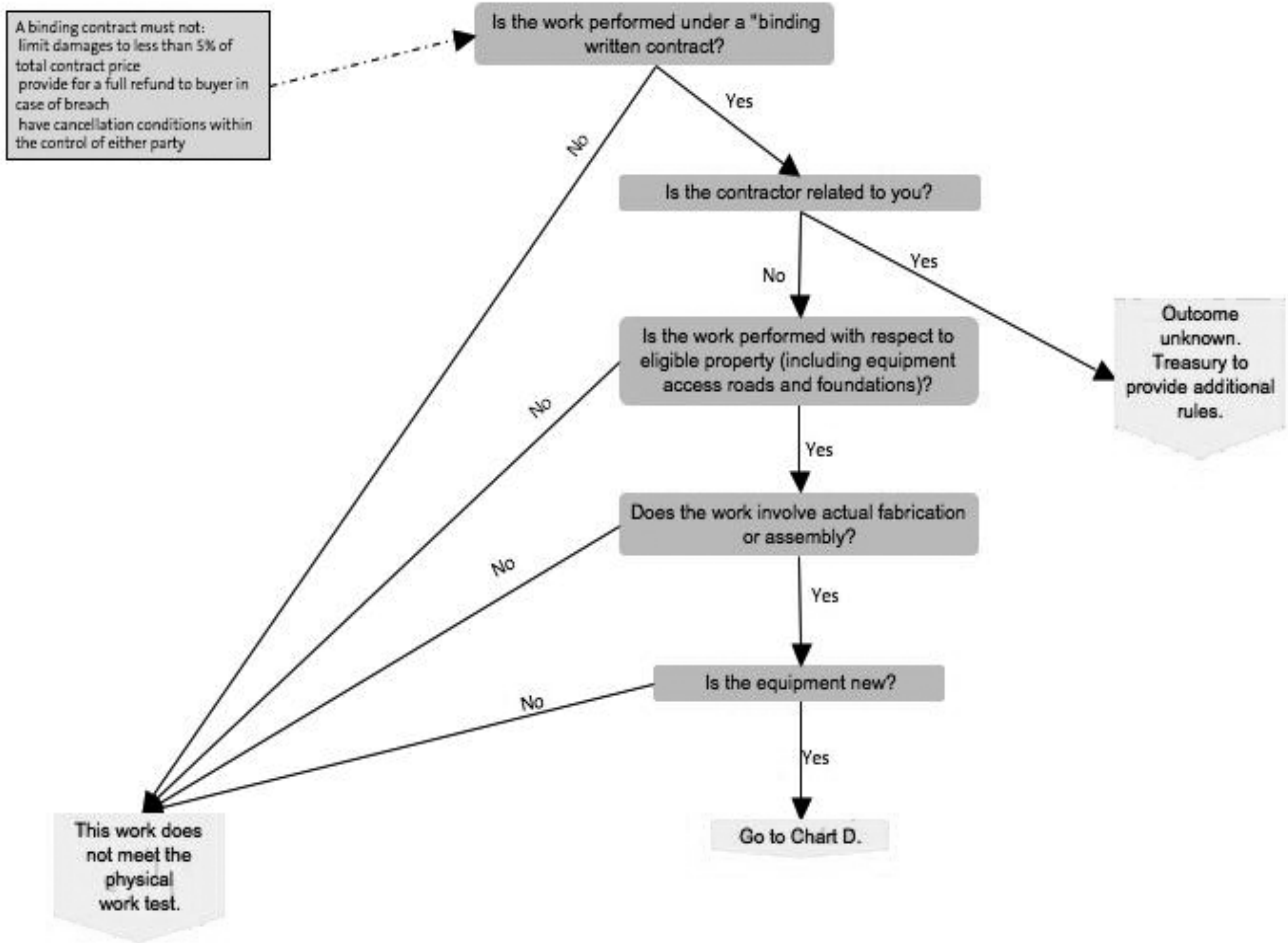 A binding contract must not:
limit damages to less than 5% of
total contract price
provide for a full refund to buyer in
case of breach
have cancellation conditions within
the control of either party
Is the work performed under a "binding
written contract?
No
Yes
Is the contractor related to you?
No
Yes
Outcome
unknown.
Treasury to
provide additional
rules.
Is the work performed with respect to
eligible property (including equipment
access roads and foundations)?
No
Yes
Does the work involve actual fabrication
or assembly?
No
Yes
Is the equipment new?
No
Yes
This work does
not meet the
physical
work test.
Go to Chart D.